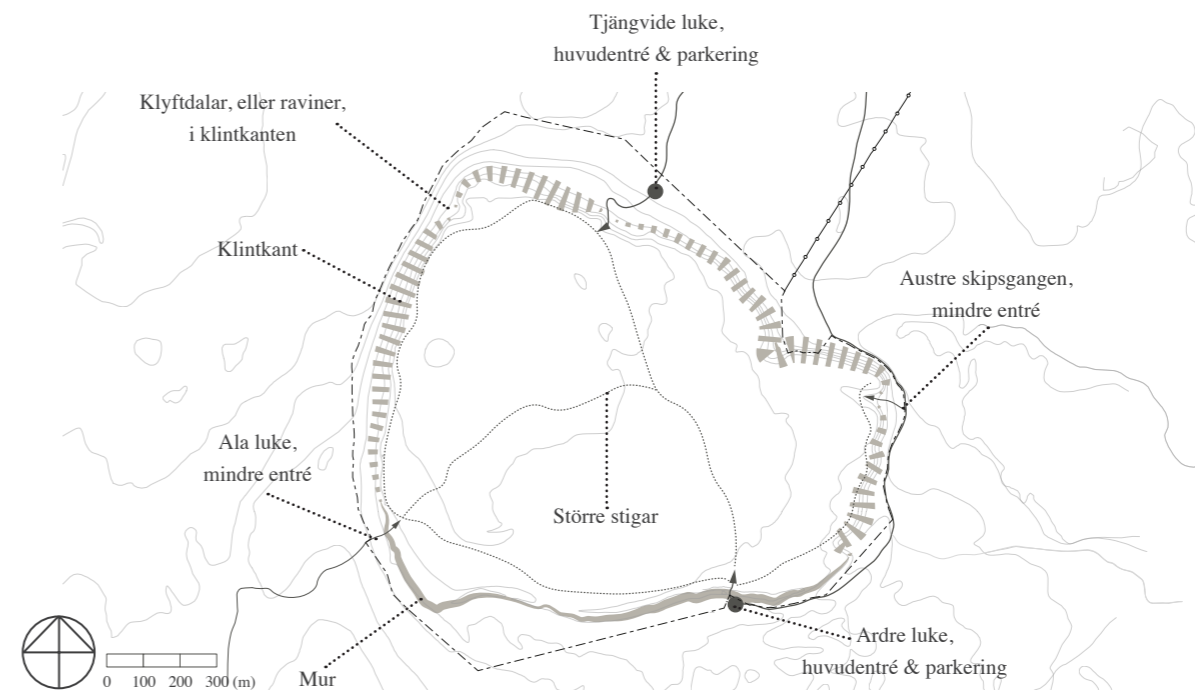 Tjängvide luke,
huvudentré & parkering
Klyftdalar, eller raviner,
i klintkanten
Klintkant
Austre skipsgangen,
mindre entré
Ala luke,
mindre entré
Större stigar
Ardre luke,
huvudentré & parkering
Mur
0 100 200 300 (m)